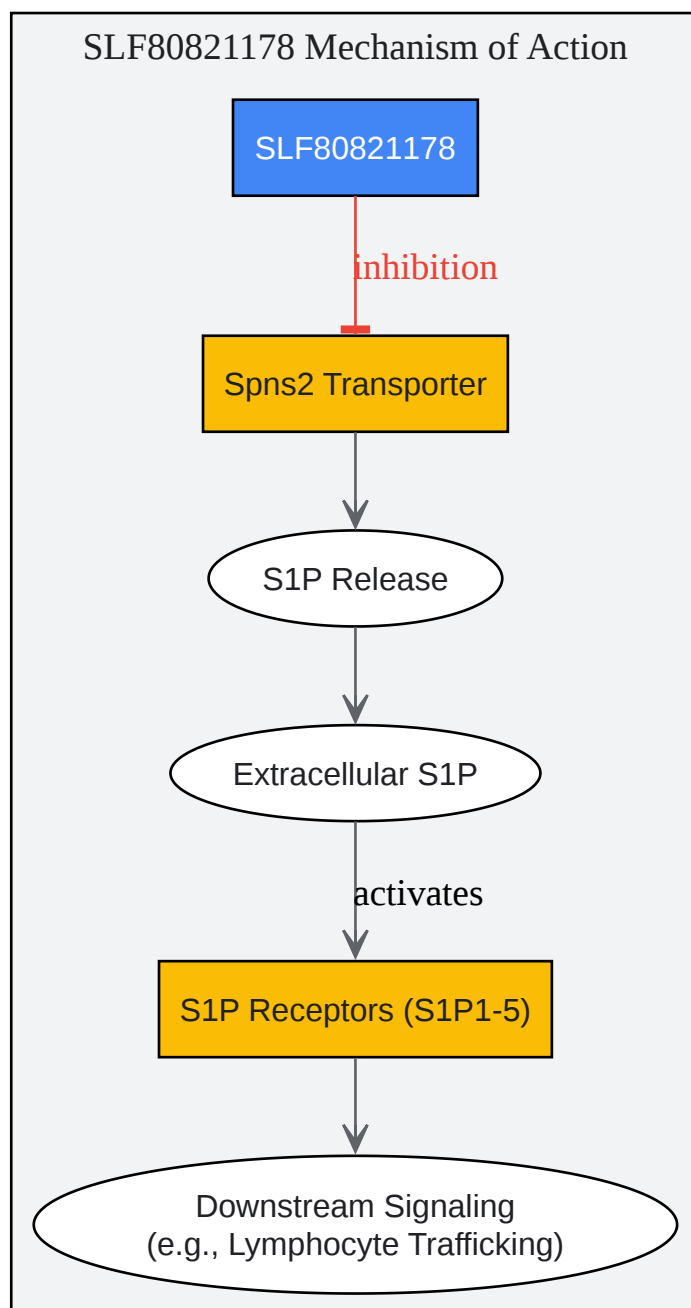 SLF80821178 Mechanism of Action
SLF80821178
inhibition
Spns2 Transporter
S1P Release
Extracellular S1P
activates
S1P Receptors (S1P1-5)
Downstream Signaling
(e.g., Lymphocyte Trafficking)